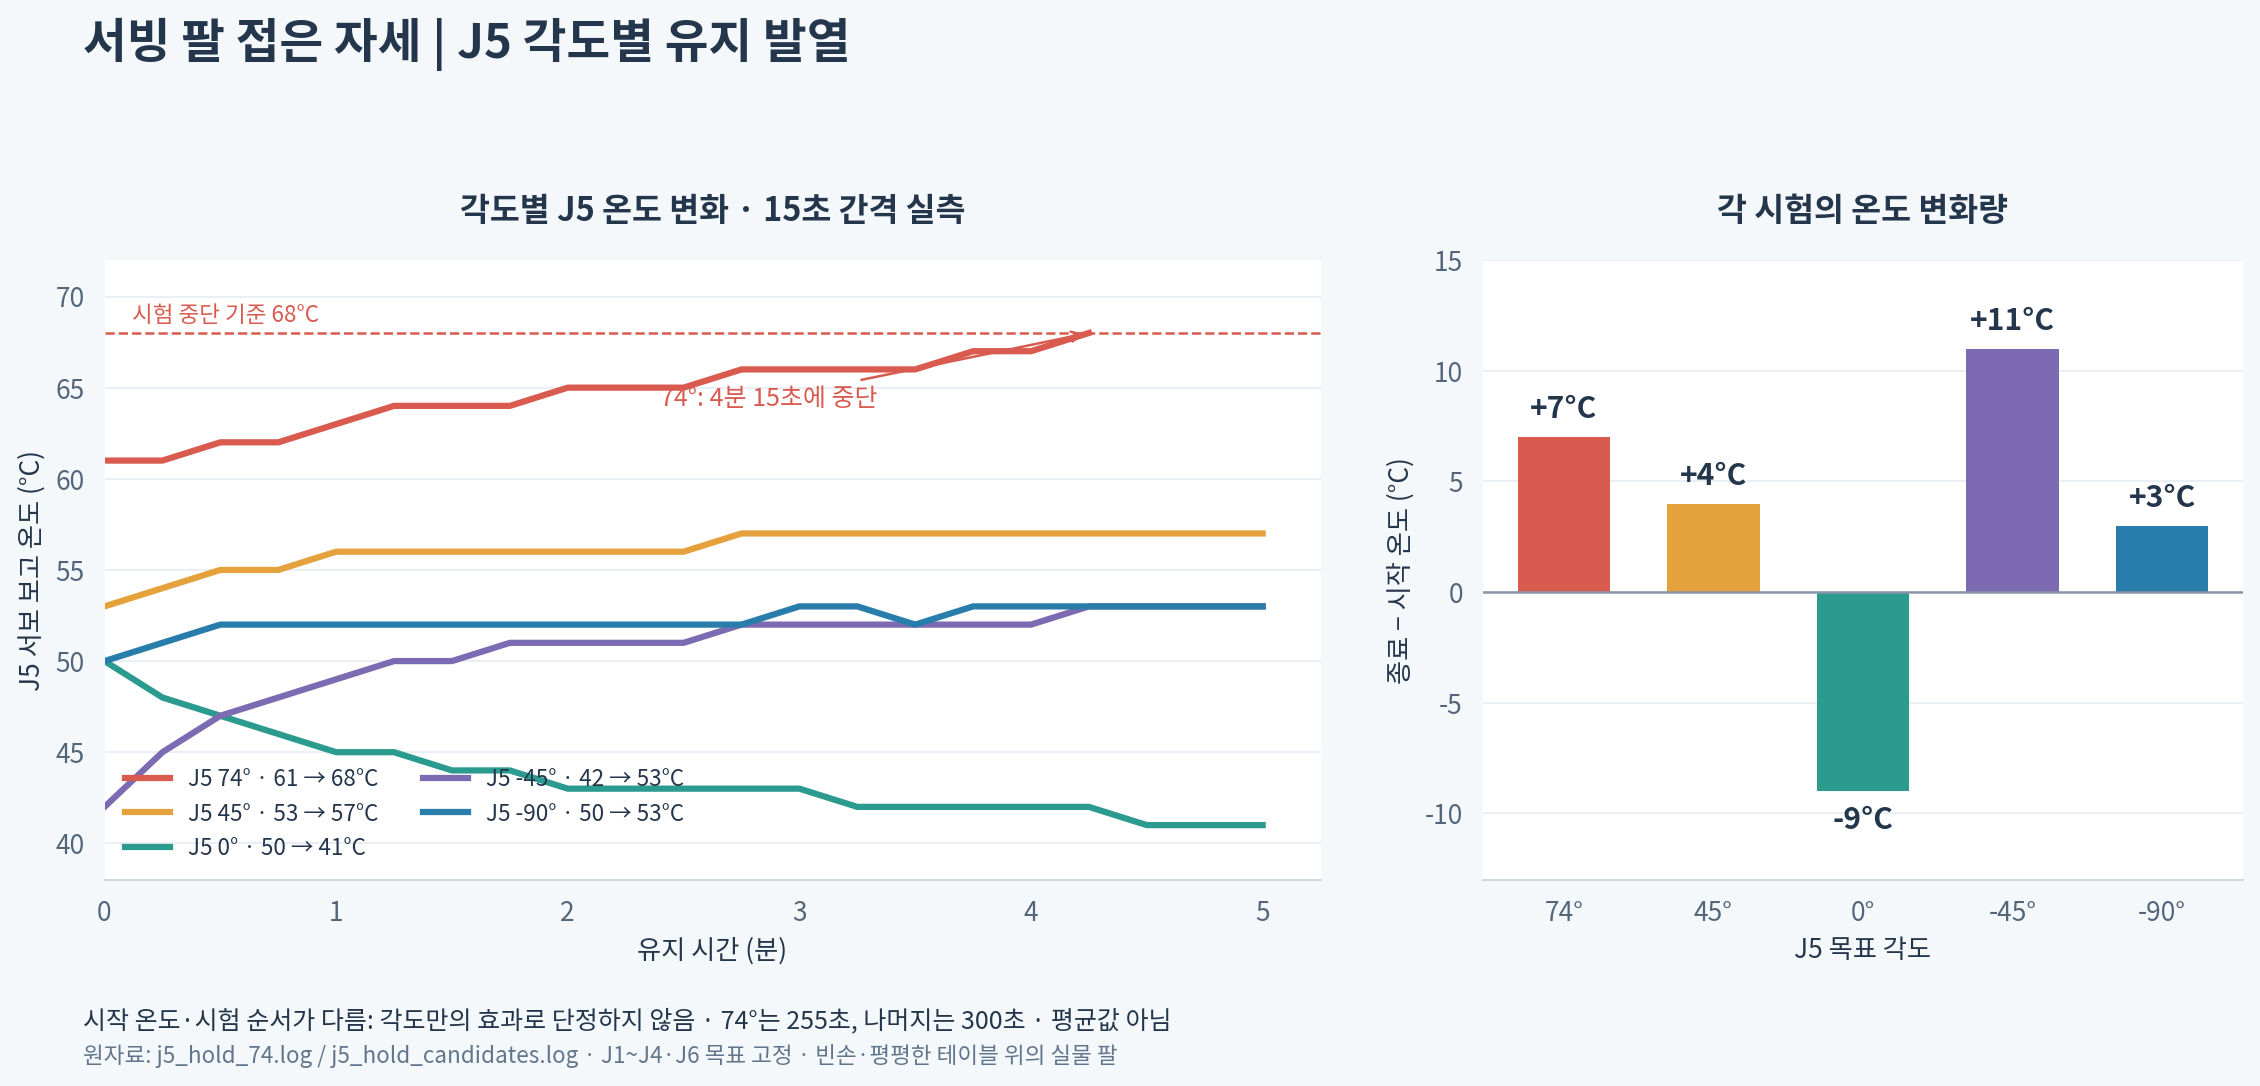 서빙 팔 접은 자세 | J5 각도별 유지 발열
각도별 J5 온도 변화 · 15초 간격 실측
J5 서보 보고 온도 (°C)
70
65
60
55
50
45
40
시험 중단 기준 68°C
74°: 4분 15초에 중단
J5 74° · 61 → 68°C
J5 45° · 53 → 57°C
J5 0° · 50 → 41°C
J5 -45° · 42 → 53°C
J5 -90° · 50 → 53°C
0 1 2 3 4 5
유지 시간 (분)
각 시험의 온도 변화량
종료 − 시작 온도 (°C)
15
10
5
0
-5
-10
+7°C
+4°C
-9°C
+11°C
+3°C
74° 45° 0° -45° -90°
J5 목표 각도
시작 온도·시험 순서가 다름: 각도만의 효과로 단정하지 않음 · 74°는 255초, 나머지는 300초 · 평균값 아님
원자료: j5_hold_74.log / j5_hold_candidates.log · J1~J4·J6 목표 고정 · 빈손·평평한 테이블 위의 실물 팔